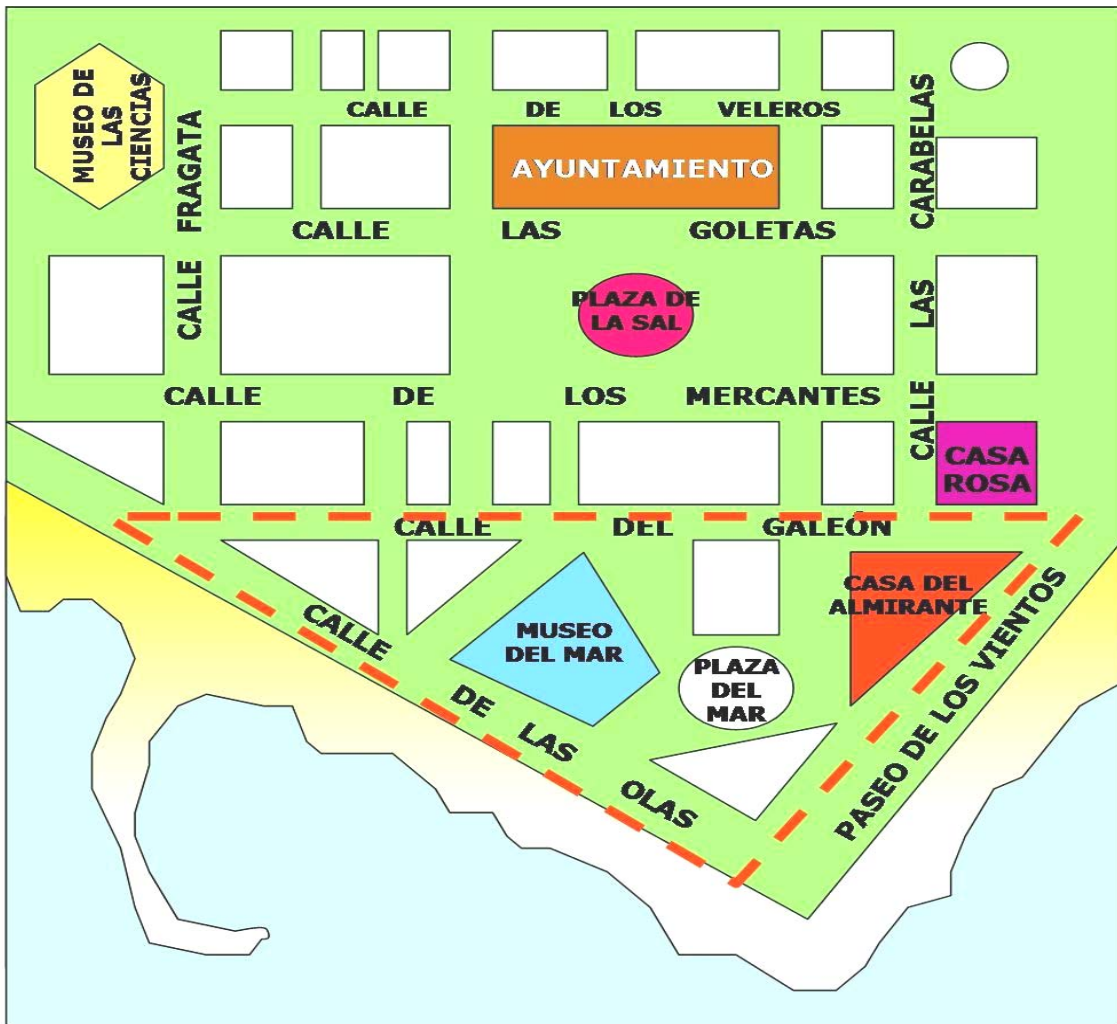 MUSEO DE
LAS
CIENCIAS
CALLE DE LOS VELEROS
CALLE FRAGATA
AYUNTAMIENTO
CALLE LAS CARABELAS
CALLE LAS GOLETAS
PLAZA DE
LA SAL
CALLE DE LOS MERCANTES
CASA
ROSA
CALLE DEL GALEÓN
CASA DEL
ALMIRANTE
MUSEO
DEL MAR
PLAZA
DEL
MAR
CALLE DE LAS OLAS
PASEO DE LOS VIENTOS